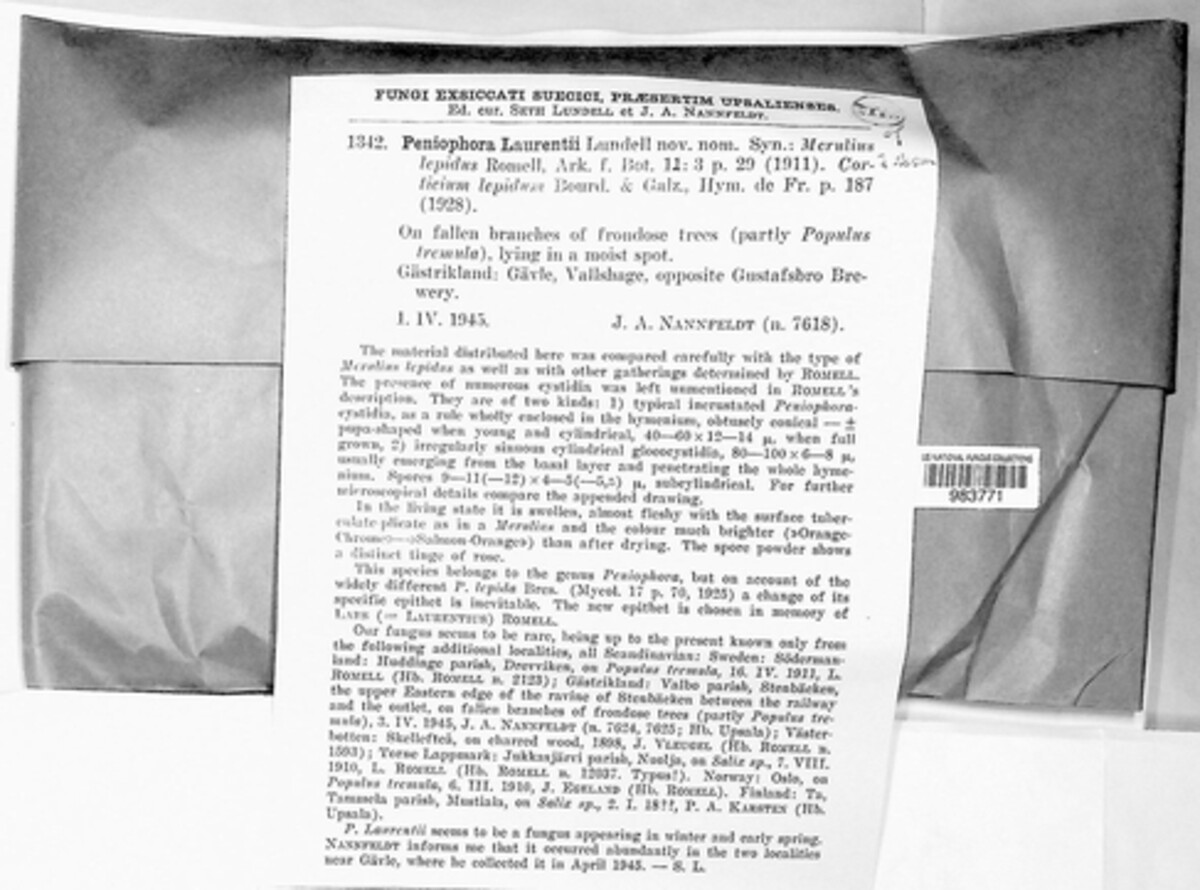 FUNGI EXSICCATI SUECICI, PRÆSERTIM UPSALIENSES.
Ed. cur. SETH LUNDELL et J. A. NANNFELDT.
1342. Peniophora Laurentii Lundell nov. nom. Syn.: Merulius
lepidus Romell, Ark. f. Bot. 11: 3 p. 29 (1911). Cor-
ticium lepidum Bourd. & Galz., Hym. de Fr. p. 187
(1928).
On fallen branches of frondose trees (partly Populus
tremula), lying in a moist spot.
Gästrikland: Gävle, Vallshage, opposite Gustafsbro Bre-
wery.
1. IV. 1945. J. A. NANNFELDT (n. 7618).
The material distributed here was compared carefully with the type of
Merulius lepidus as well as with other gatherings determined by ROMELL.
The presence of numerous cystidia was left unmentioned in ROMELL's
description. They are of two kinds: 1) typical incrustated Peniophora-
cystidia, as a rule wholly enclosed in the hymenium, obtusely conical — ±
pupa-shaped when young and cylindrical, 40—60 × 12—14 μ, when full
grown, 2) irregularly sinuous cylindrical gloeocystidia, 80—100 × 6—8 μ,
usually emerging from the basal layer and penetrating the whole hyme-
nium. Spores 9—11(—12) × 4—5(—5,5) μ, subcylindrical. For further
microscopical details compare the appended drawing.
In the living state it is swollen, almost fleshy with the surface tuber-
culate-plicate as in a Merulius and the colour much brighter (»Orange-
Chrome»—»Salmon-Orange») than after drying. The spore powder shows
a distinct tinge of rose.
This species belongs to the genus Peniophora, but on account of the
widely different P. lepida Bres. (Mycol. 17 p. 70, 1925) a change of its
specific epithet is inevitable. The new epithet is chosen in memory of
LARS (= LAURENTIUS) ROMELL.
Our fungus seems to be rare, being up to the present known only from
the following additional localities, all Scandinavian: Sweden: Söderman-
land: Huddinge parish, Drevviken, on Populus tremula, 16. IV. 1911, L.
ROMELL (Hb. ROMELL n. 2123); Gästrikland: Valbo parish, Stenbäcken,
the upper Eastern edge of the ravine of Stenbäcken between the railway
and the outlet, on fallen branches of frondose trees (partly Populus tre-
mula), 3. IV. 1945, J. A. NANNFELDT (n. 7624, 7625; Hb. Upsala); Väster-
botten: Skellefteå, on charred wood, 1898, J. VLEUGEL (Hb. ROMELL n.
1593); Torne Lappmark: Jukkasjärvi parish, Nuolja, on Salix sp., 7. VIII.
1910, L. ROMELL (Hb. ROMELL n. 12037. Typus!). Norway: Oslo, on
Populus tremula, 6. III. 1910, J. EGELAND (Hb. ROMELL). Finland: Ta,
Tammela parish, Mustiala, on Salix sp., 2. I. 18??, P. A. KARSTEN (Hb.
Upsala).
P. Laurentii seems to be a fungus appearing in winter and early spring.
NANNFELDT informs me that it occurred abundantly in the two localities
near Gävle, where he collected it in April 1945. — S. L.
US NATIONAL FUNGUS COLLECTIONS
983771